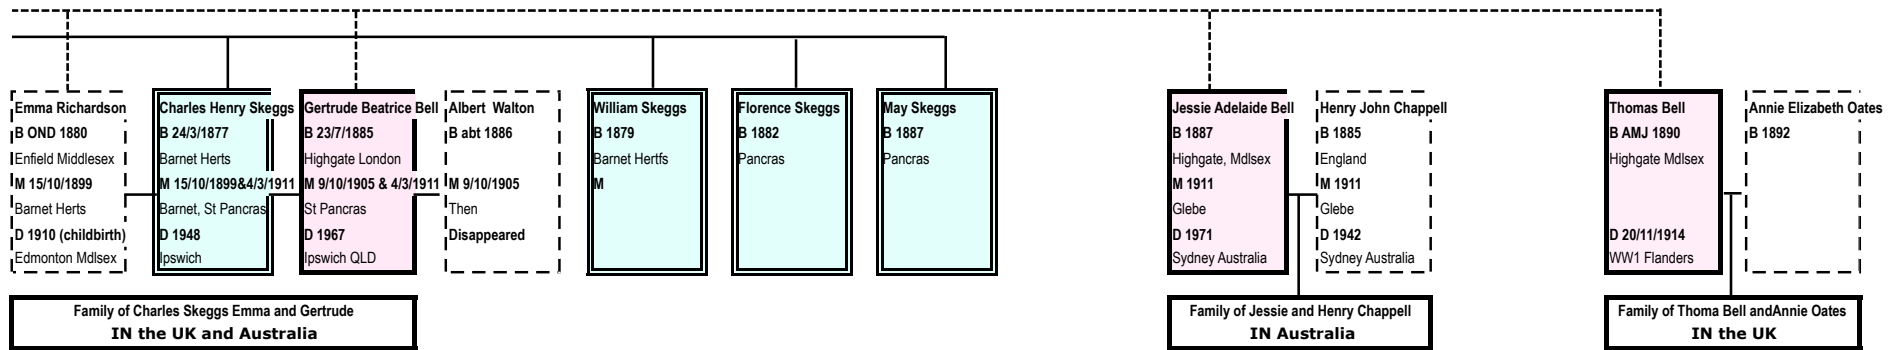 Emma Richardson
B OND 1880
Enfield Middlesex
M 15/10/1899
Barnet Herts
D 1910 (childbirth)
Edmonton Mdlsex
Charles Henry Skeggs
B 24/3/1877
Barnet Herts
M 15/10/1899&4/3/1911
Barnet, St Pancras
D 1948
Ipswich
Gertrude Beatrice Bell
B 23/7/1885
Highgate London
M 9/10/1905 & 4/3/1911
St Pancras
D 1967
Ipswich QLD
Albert Walton
B abt 1886
M 9/10/1905
Then
Disappeared
William Skeggs
B 1879
Barnet Hertfs
M
Florence Skeggs
B 1882
Pancras
May Skeggs
B 1887
Pancras
Jessie Adelaide Bell
B 1887
Highgate, Mdlsex
M 1911
Glebe
D 1971
Sydney Australia
Henry John Chappell
B 1885
England
M 1911
Glebe
D 1942
Sydney Australia
Thomas Bell
B AMJ 1890
Highgate Mdlsex
D 20/11/1914
WW1 Flanders
Annie Elizabeth Oates
B 1892
Family of Charles Skeggs Emma and Gertrude
IN the UK and Australia
Family of Jessie and Henry Chappell
IN Australia
Family of Thoma Bell andAnnie Oates
IN the UK